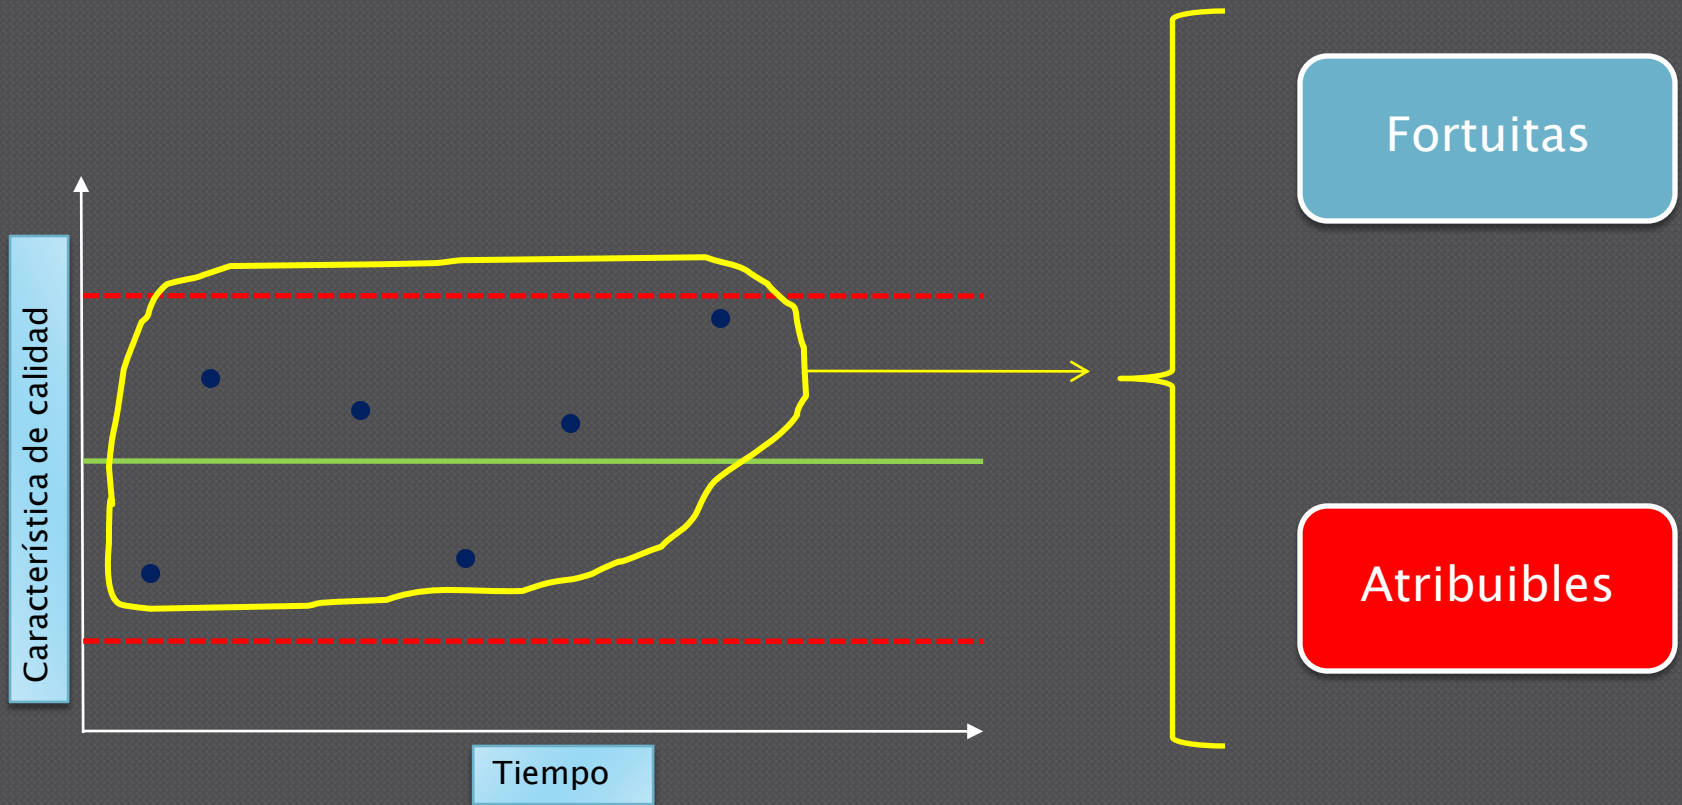 Fortuitas
Característica de calidad
Atribuibles
Tiempo